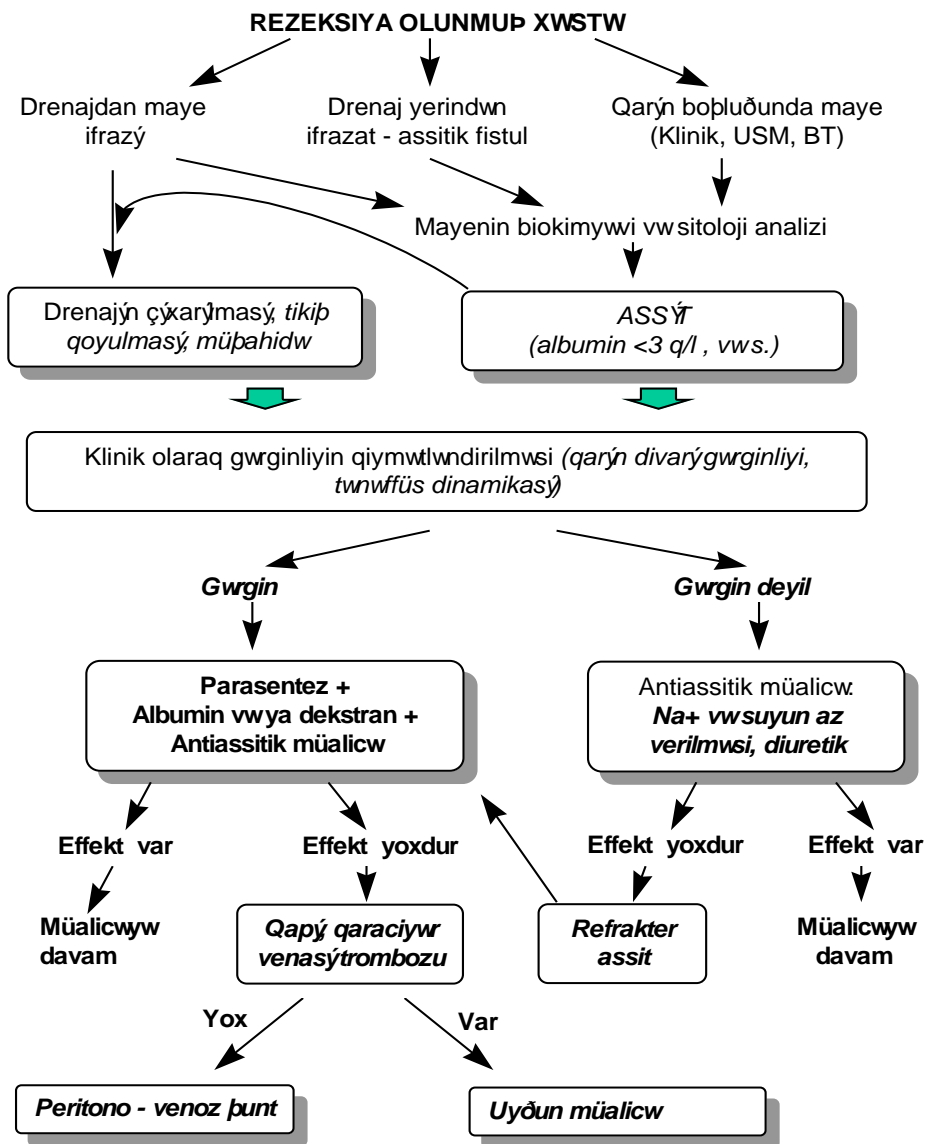 REZEKSIYA OLUNMUÞ XWSTW
Drenajdan maye
ifrazý
Drenaj yerindwn
ifrazat - assitik fistul
Qarýn boþluðunda maye
(Klinik, USM, BT)
Mayenin biokimywvi vw sitoloji analizi
Drenajýn çýxarýlmasý, tikiþ
qoyulmasý, müþahidw
ASSÝT
(albumin <3 q/l , vw s.)
Klinik olaraq gwrginliyin qiymwtlwndirilmwsi (qarýn divarý gwrginliyi,
twnwffüs dinamikasý)
Gwrgin
Gwrgin deyil
Parasentez +
Albumin vw ya dekstran +
Antiassitik müalicw
Antiassitik müalicw:
Na+ vw suyun az
verilmwsi, diuretik
Effekt var
Effekt yoxdur
Effekt yoxdur
Effekt var
Müalicwyw
davam
Qapý, qaraciywr
venasý trombozu
Refrakter
assit
Müalicwyw
davam
Yox
Var
Peritono - venoz þunt
Uyðun müalicw